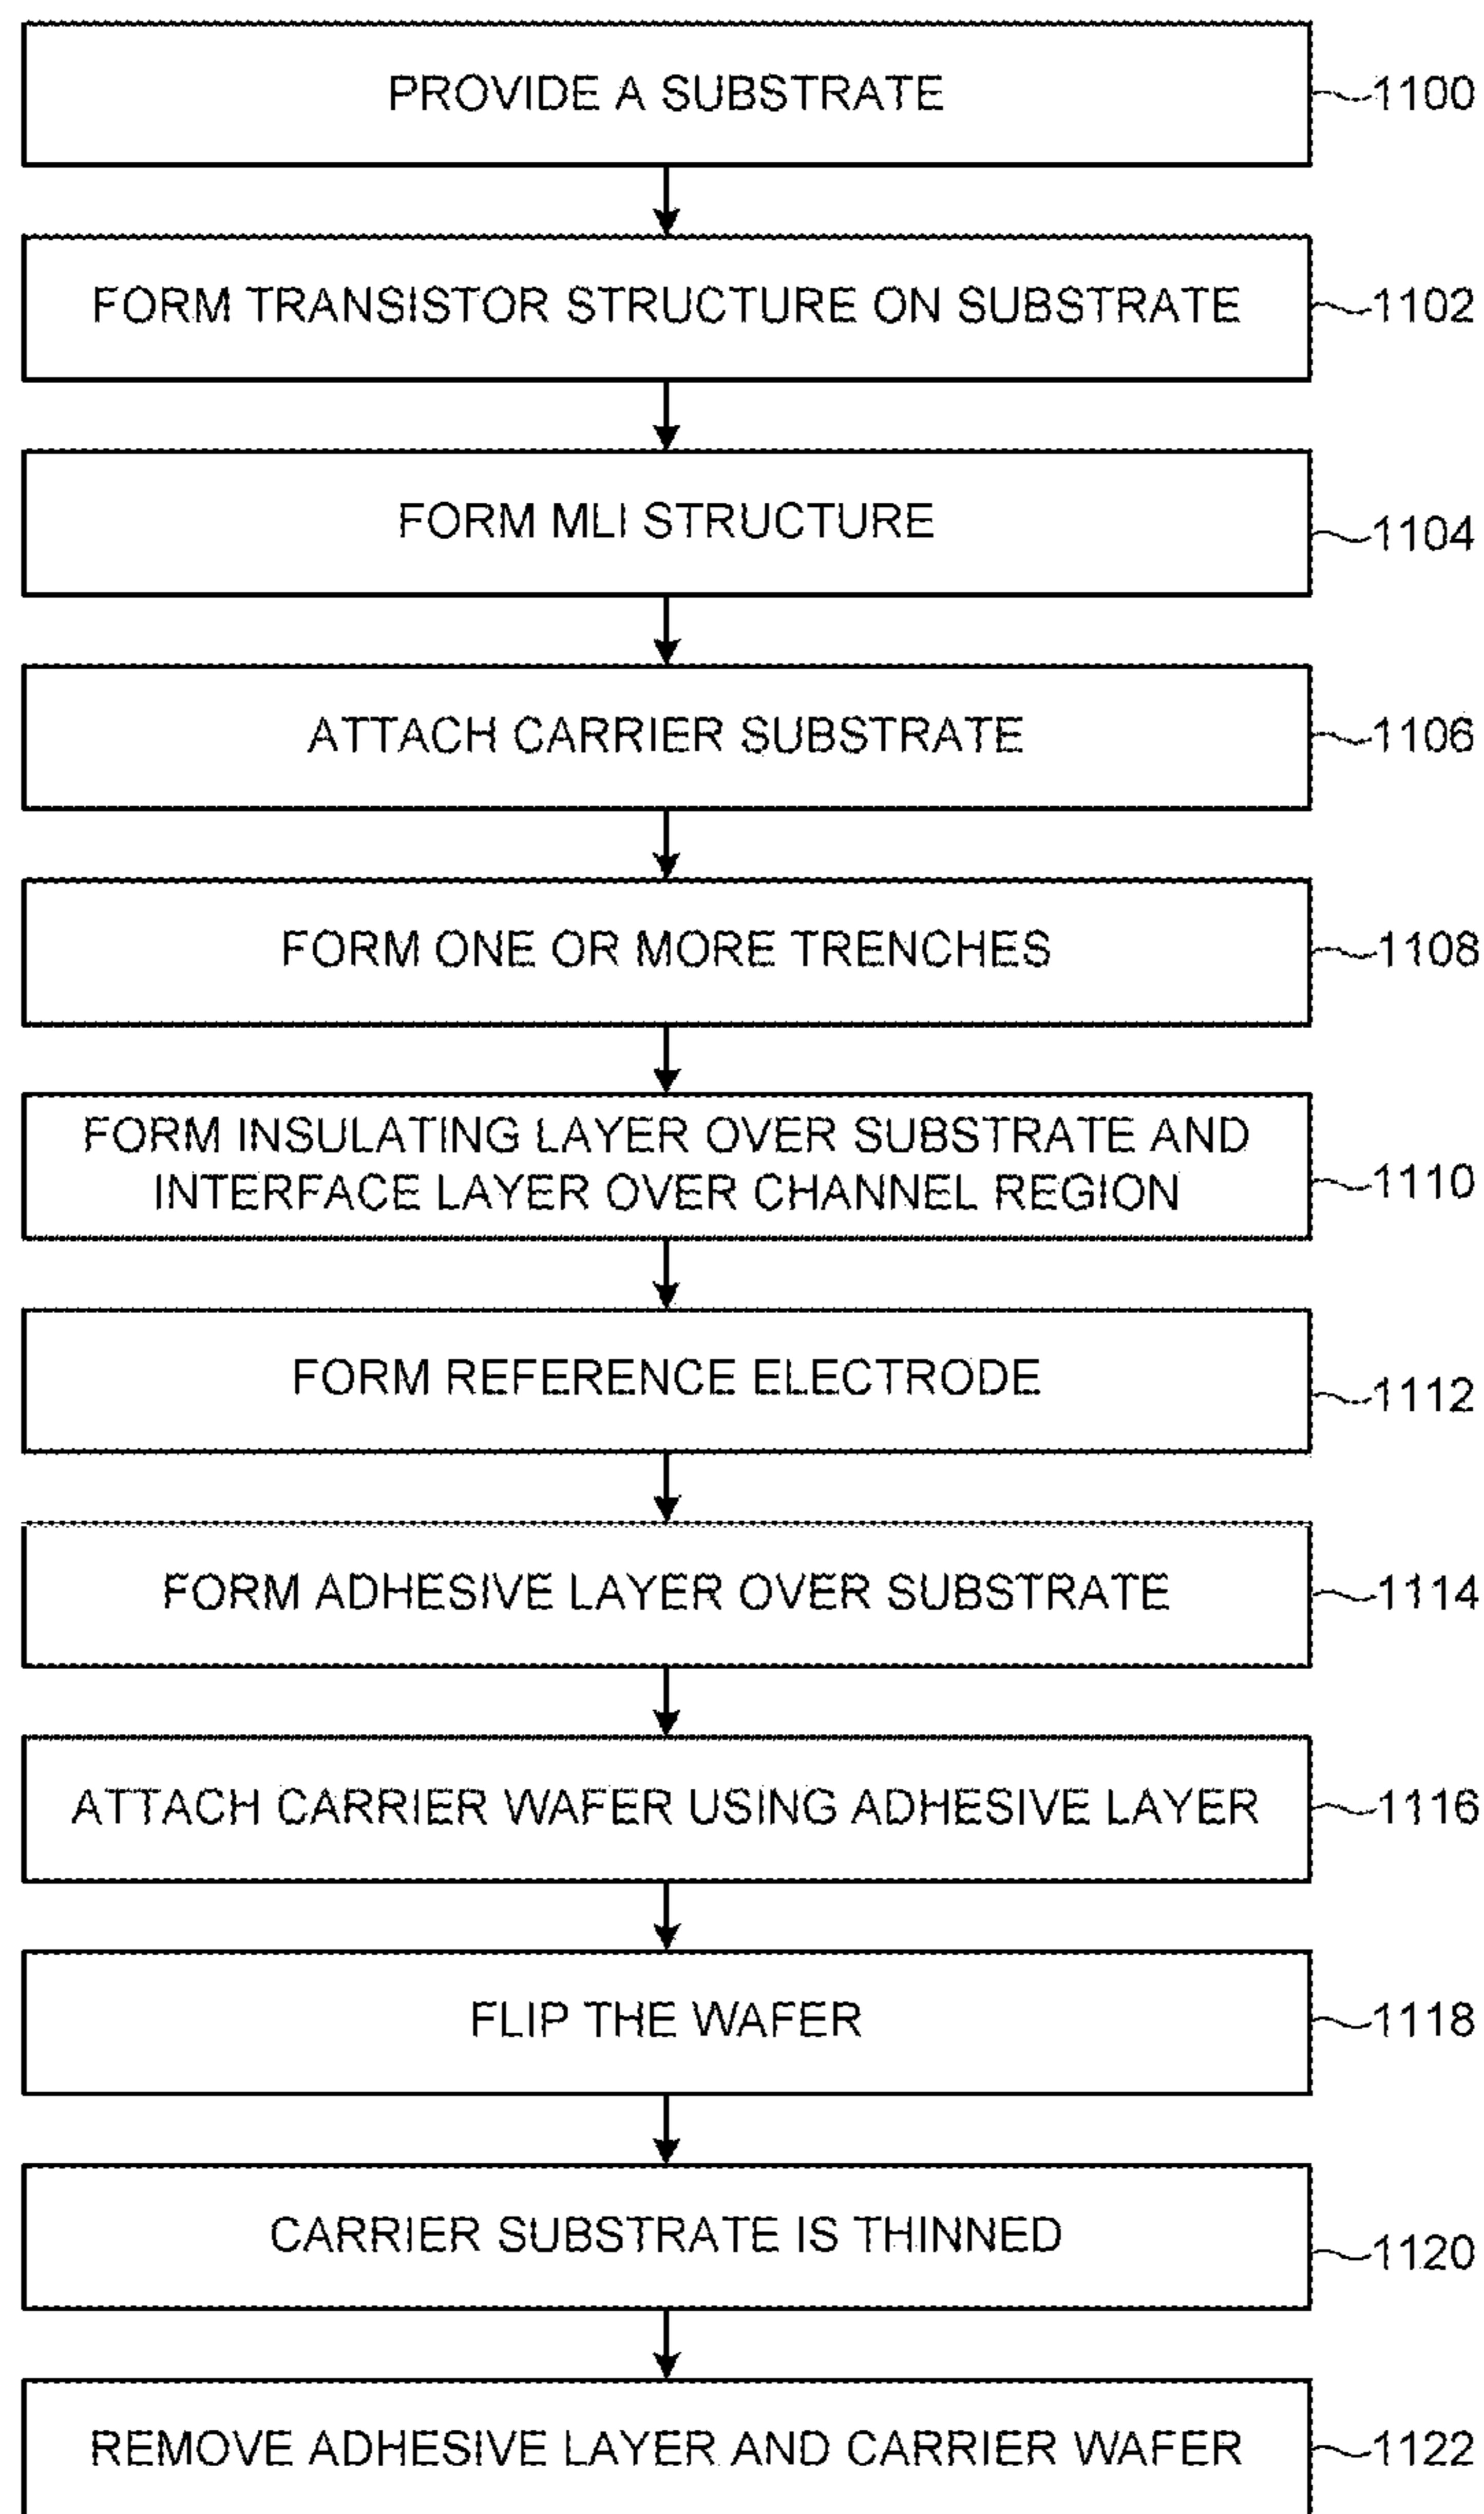 PROVIDE A SUBSTRATE
1100
FORM TRANSISTOR STRUCTURE ON SUBSTRATE
1102
FORM MLI STRUCTURE
1104
ATTACH CARRIER SUBSTRATE
1106
FORM ONE OR MORE TRENCHES
1108
FORM INSULATING LAYER OVER SUBSTRATE AND
INTERFACE LAYER OVER CHANNEL REGION
1110
FORM REFERENCE ELECTRODE
1112
FORM ADHESIVE LAYER OVER SUBSTRATE
1114
ATTACH CARRIER WAFER USING ADHESIVE LAYER
1116
FLIP THE WAFER
1118
CARRIER SUBSTRATE IS THINNED
1120
REMOVE ADHESIVE LAYER AND CARRIER WAFER
1122